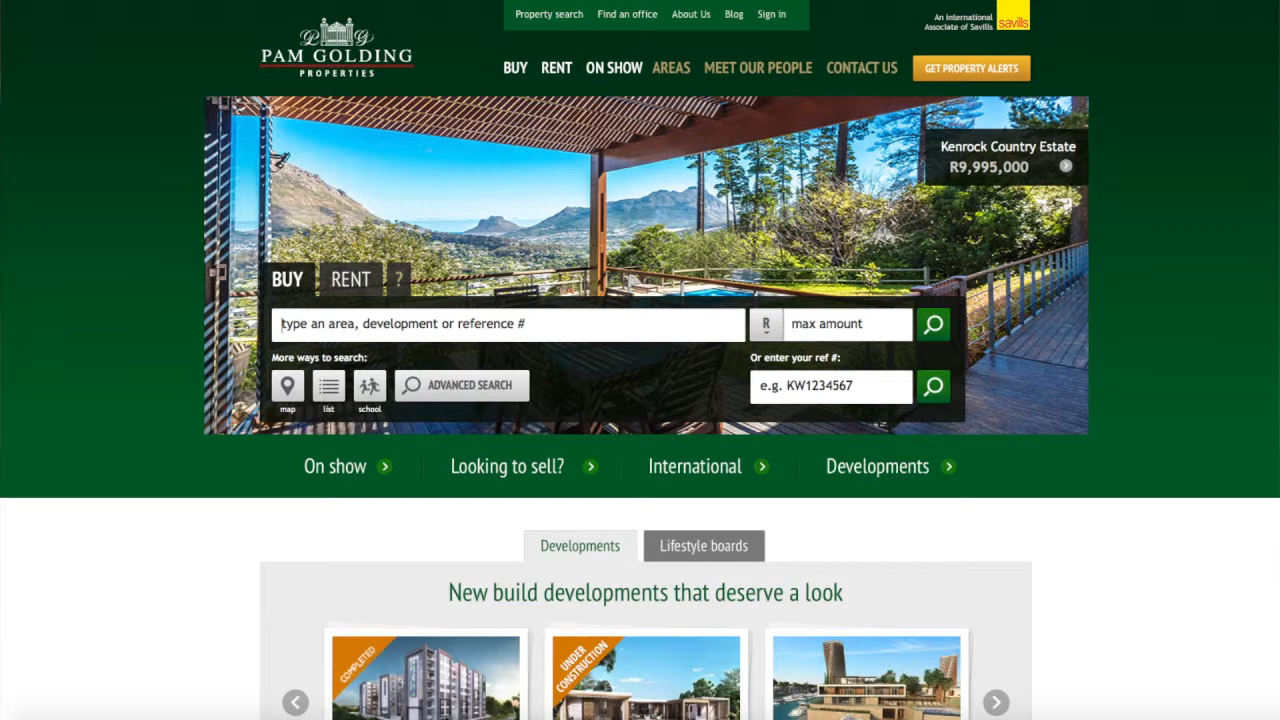 Property search Find an office About Us Blog Sign in
An International
Associate of Savills
savills
P G
PAM GOLDING
PROPERTIES
BUY RENT ON SHOW AREAS MEET OUR PEOPLE CONTACT US
GET PROPERTY ALERTS
Kenrock Country Estate
R9,995,000
BUY RENT ?
type an area, development or reference #
R
max amount
More ways to search:
Or enter your ref #:
ADVANCED SEARCH
e.g. KW1234567
map list school
On show Looking to sell? International Developments
Developments Lifestyle boards
New build developments that deserve a look
COMPLETED
UNDER
CONSTRUCTION